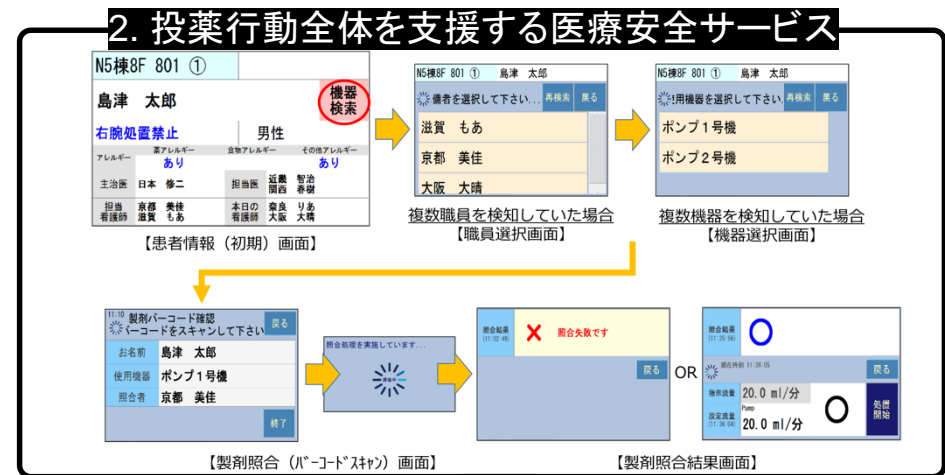 2. 投薬行動全体を支援する医療安全サービス
N5棟8F 801 ①
島津 太郎
機器
検索
右腕処置禁止 男性
アレルギー 薬アレルギー 食物アレルギー その他アレルギー
あり あり
主治医 日本 修二 担当医 近畿 智治
関西 春樹
担当 京都 美佳 本日の 奈良 りあ
看護師 滋賀 もあ 看護師 大阪 大晴
【患者情報（初期）画面】
N5棟8F 801 ① 島津 太郎
備者を選択して下さい... 再検索 戻る
滋賀 もあ
京都 美佳
大阪 大晴
複数職員を検知していた場合
【職員選択画面】
N5棟8F 801 ① 島津 太郎
用機器を選択して下さい. 再検索 戻る
ポンプ1号機
ポンプ2号機
複数機器を検知していた場合
【機器選択画面】
11:10 製剤バーコード確認
バーコードをスキャンして下さい 戻る
お名前 島津 太郎
使用機器 ポンプ1号機
照合者 京都 美佳
終了
照合処理を実施しています...
【製剤照合（ﾊﾞｰｺｰﾄﾞｽｷｬﾝ）画面】
照合結果
(11:02:49)
照合失敗です
戻る
OR
照合結果
戻る
指示流量 20.0 ml/分
Pump
設定流量 20.0 ml/分
(11:36:04)
処置
開始
【製剤照合結果画面】